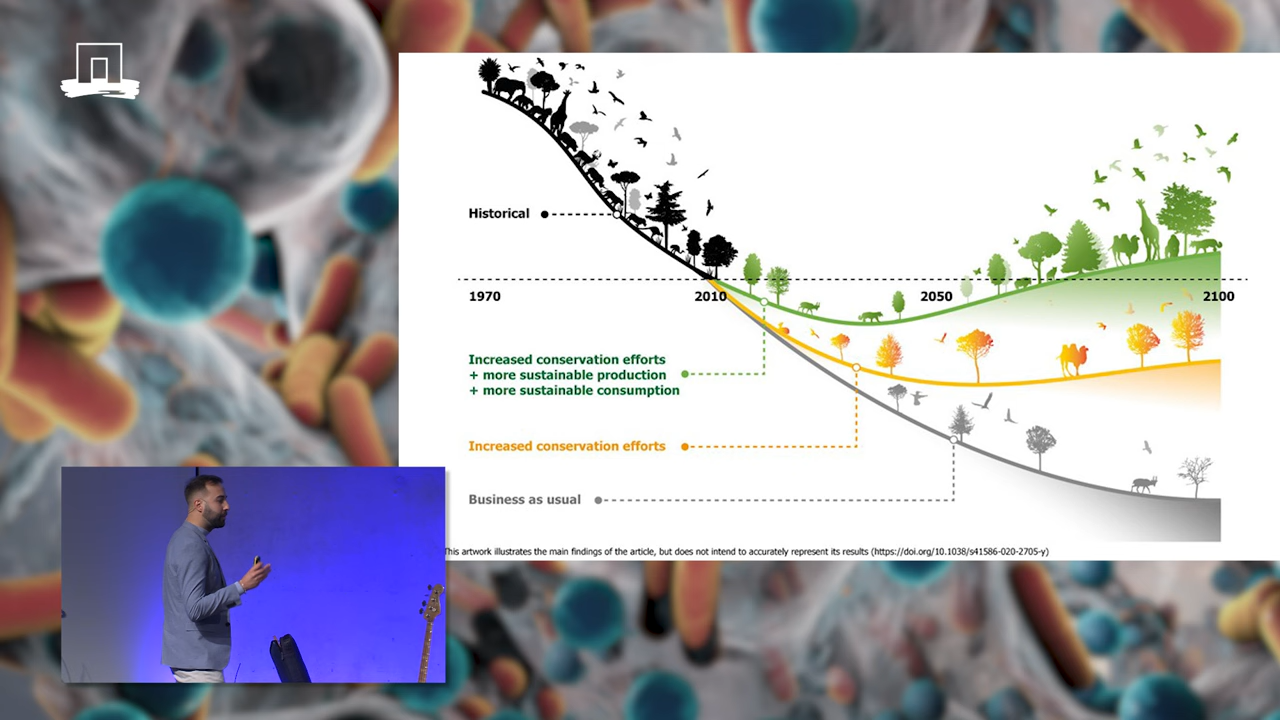 Historical
1970
2010
2050
2100
Increased conservation efforts
+ more sustainable production
+ more sustainable consumption
Increased conservation efforts
Business as usual
This artwork illustrates the main findings of the article, but does not intend to accurately represent its results (https://doi.org/10.1038/s41586-020-2705-y)